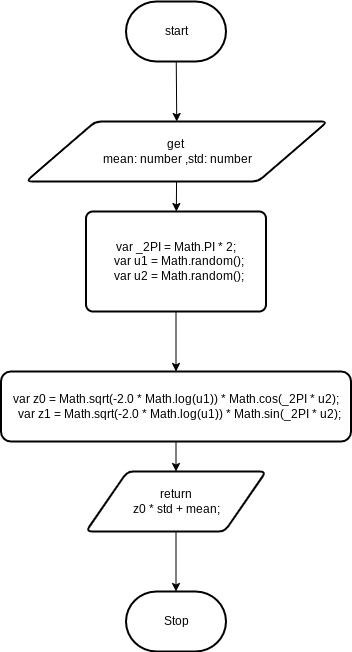 start
get
mean: number ,std: number
var _2PI = Math.PI * 2;
var u1 = Math.random();
var u2 = Math.random();
var z0 = Math.sqrt(-2.0 * Math.log(u1)) * Math.cos(_2PI * u2);
var z1 = Math.sqrt(-2.0 * Math.log(u1)) * Math.sin(_2PI * u2);
return
z0 * std + mean;
Stop